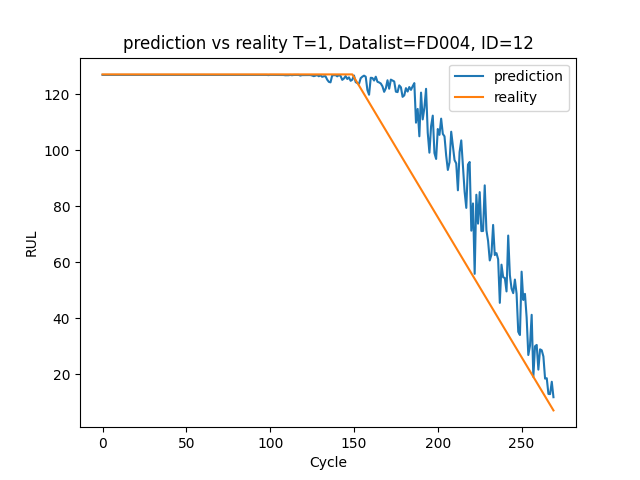 prediction vs reality T=1, Datalist=FD004, ID=12
prediction
reality
RUL
120
100
80
60
40
20
0 50 100 150 200 250
Cycle